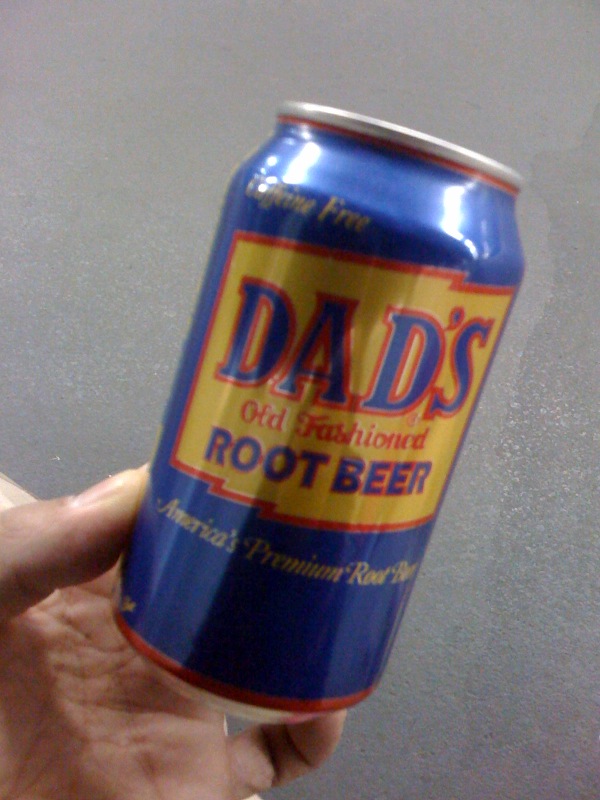 Caffeine Free
DAD'S
Old Fashioned
ROOT BEER
America's Premium Root Beer